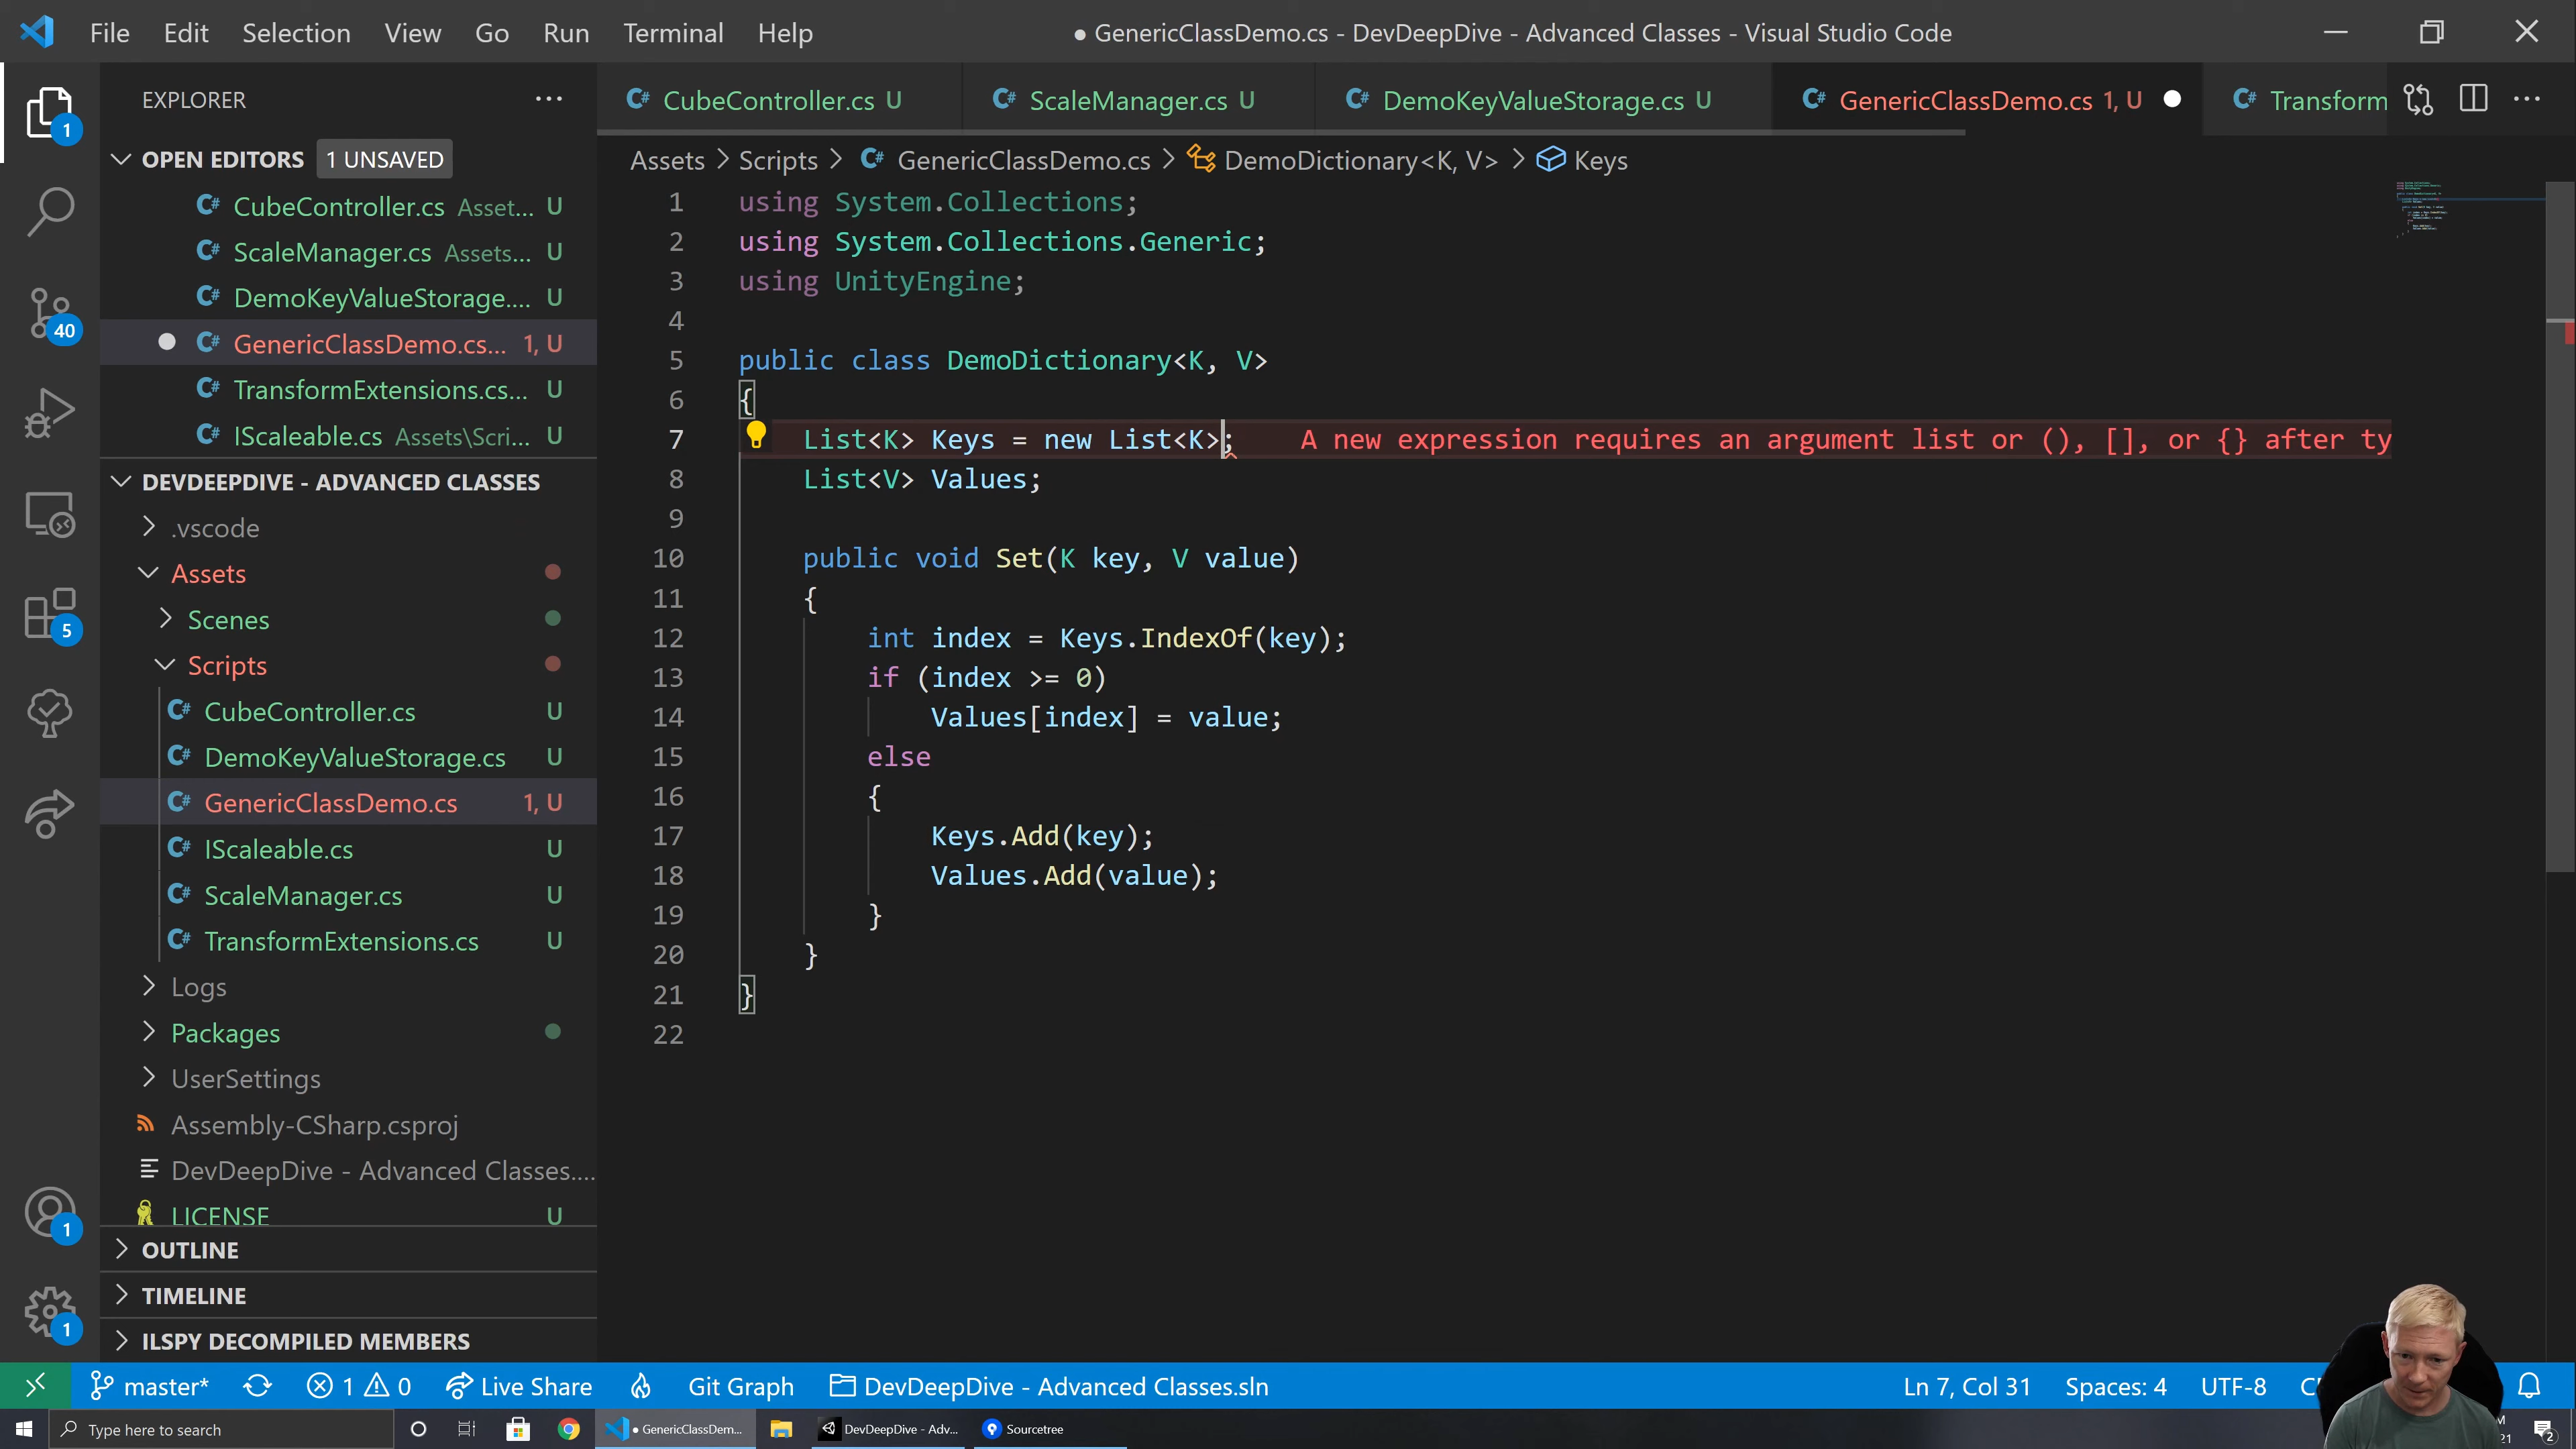 File Edit Selection View Go Run Terminal Help
● GenericClassDemo.cs - DevDeepDive - Advanced Classes - Visual Studio Code
EXPLORER
CubeController.cs U
ScaleManager.cs U
DemoKeyValueStorage.cs U
GenericClassDemo.cs 1, U
Transform
OPEN EDITORS 1 UNSAVED
CubeController.cs Asset... U
ScaleManager.cs Assets... U
DemoKeyValueStorage.... U
GenericClassDemo.cs... 1, U
TransformExtensions.cs... U
IScaleable.cs Assets\Scri... U
DEVDEEPDIVE - ADVANCED CLASSES
.vscode
Assets
Scenes
Scripts
CubeController.cs U
DemoKeyValueStorage.cs U
GenericClassDemo.cs 1, U
IScaleable.cs U
ScaleManager.cs U
TransformExtensions.cs U
Logs
Packages
UserSettings
Assembly-CSharp.csproj
DevDeepDive - Advanced Classes....
LICENSE U
OUTLINE
TIMELINE
ILSPY DECOMPILED MEMBERS
1
40
5
1
1
Assets > Scripts > GenericClassDemo.cs > DemoDictionary<K, V> > Keys
1 using System.Collections;
2 using System.Collections.Generic;
3 using UnityEngine;
4
5 public class DemoDictionary<K, V>
6 {
7 List<K> Keys = new List<K>; A new expression requires an argument list or (), [], or {} after ty
8 List<V> Values;
9
10 public void Set(K key, V value)
11 {
12 int index = Keys.IndexOf(key);
13 if (index >= 0)
14 Values[index] = value;
15 else
16 {
17 Keys.Add(key);
18 Values.Add(value);
19 }
20 }
21 }
22
master* 1 0 Live Share Git Graph DevDeepDive - Advanced Classes.sln Ln 7, Col 31 Spaces: 4 UTF-8
Type here to search
● GenericClassDem...
DevDeepDive - Adv...
Sourcetree
2